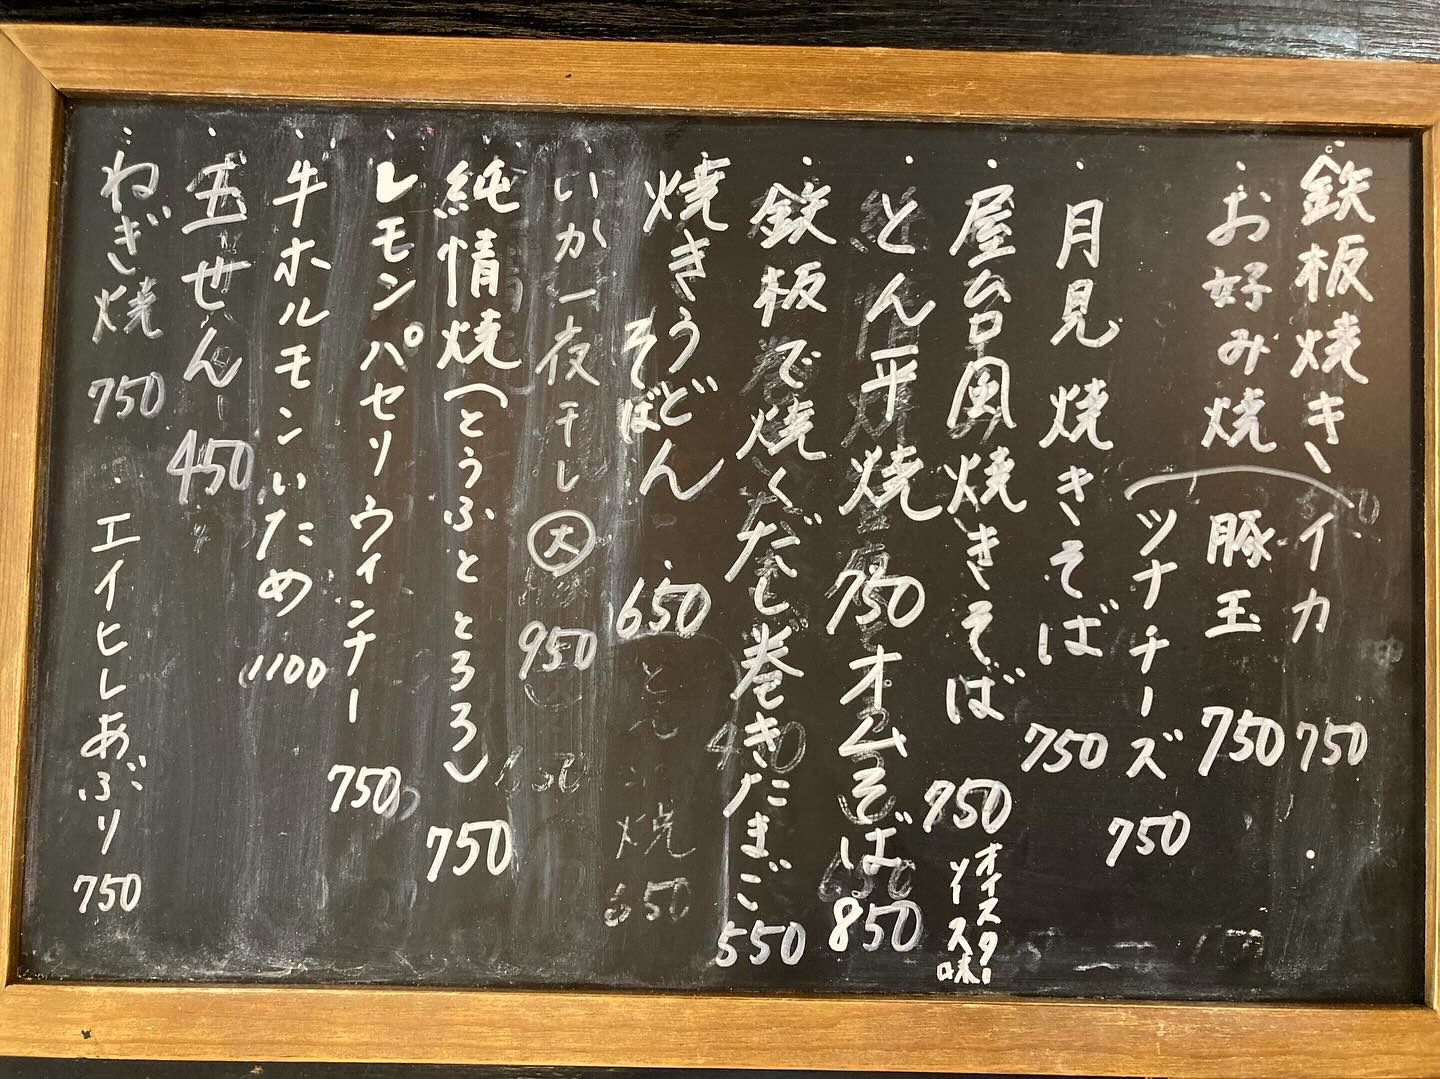 ・鉄板焼き
・お好み焼
イカ 750
豚玉 750
ツナチーズ 750
・月見焼きそば 750
・屋台風焼きそば 750
オイスターソース味
・とん平焼 750 オムそば 850
・鉄板で焼くだし巻きたまご 550
・焼きうどん
そば
650
・いか一夜干し 大 950
・純情焼(とうふととろろ) 750
・レモンパセリウィンナー 750
・牛ホルモンいため 1100
・玉せん 450
・ねぎ焼 750
・エイヒレあぶり 750